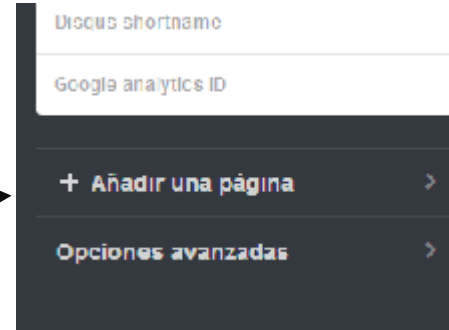 Disqus shortname
Google analytics ID
+ Añadir una página
Opciones avanzadas